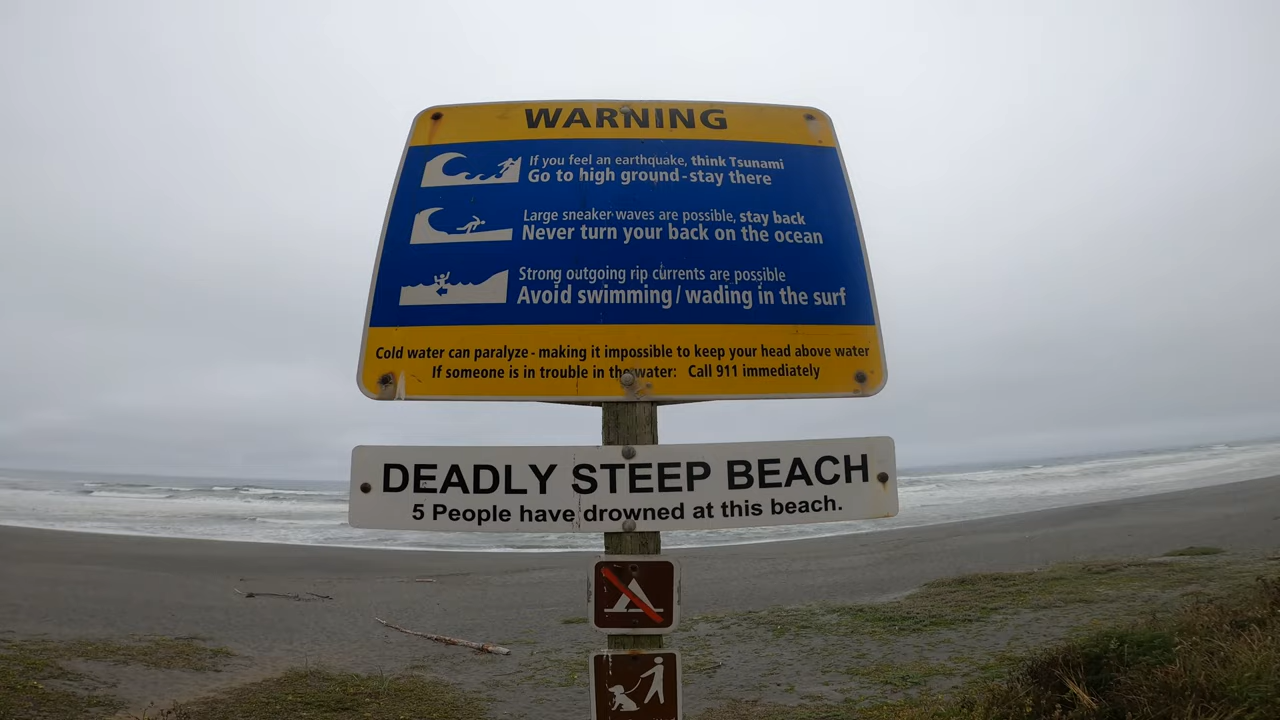 WARNING
If you feel an earthquake, think Tsunami
Go to high ground - stay there
Large sneaker waves are possible, stay back
Never turn your back on the ocean
Strong outgoing rip currents are possible
Avoid swimming / wading in the surf
Cold water can paralyze - making it impossible to keep your head above water
If someone is in trouble in the water: Call 911 immediately
DEADLY STEEP BEACH
5 People have drowned at this beach.